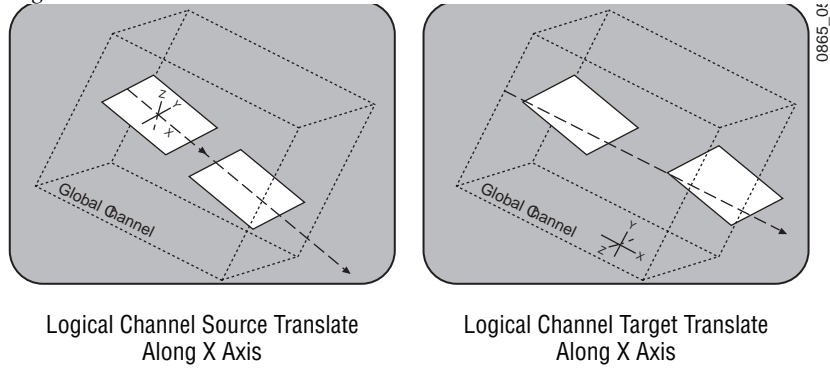 Z
Y
X
Global Channel
Logical Channel Source Translate
Along X Axis
Y
Z
X
Global Channel
Logical Channel Target Translate
Along X Axis